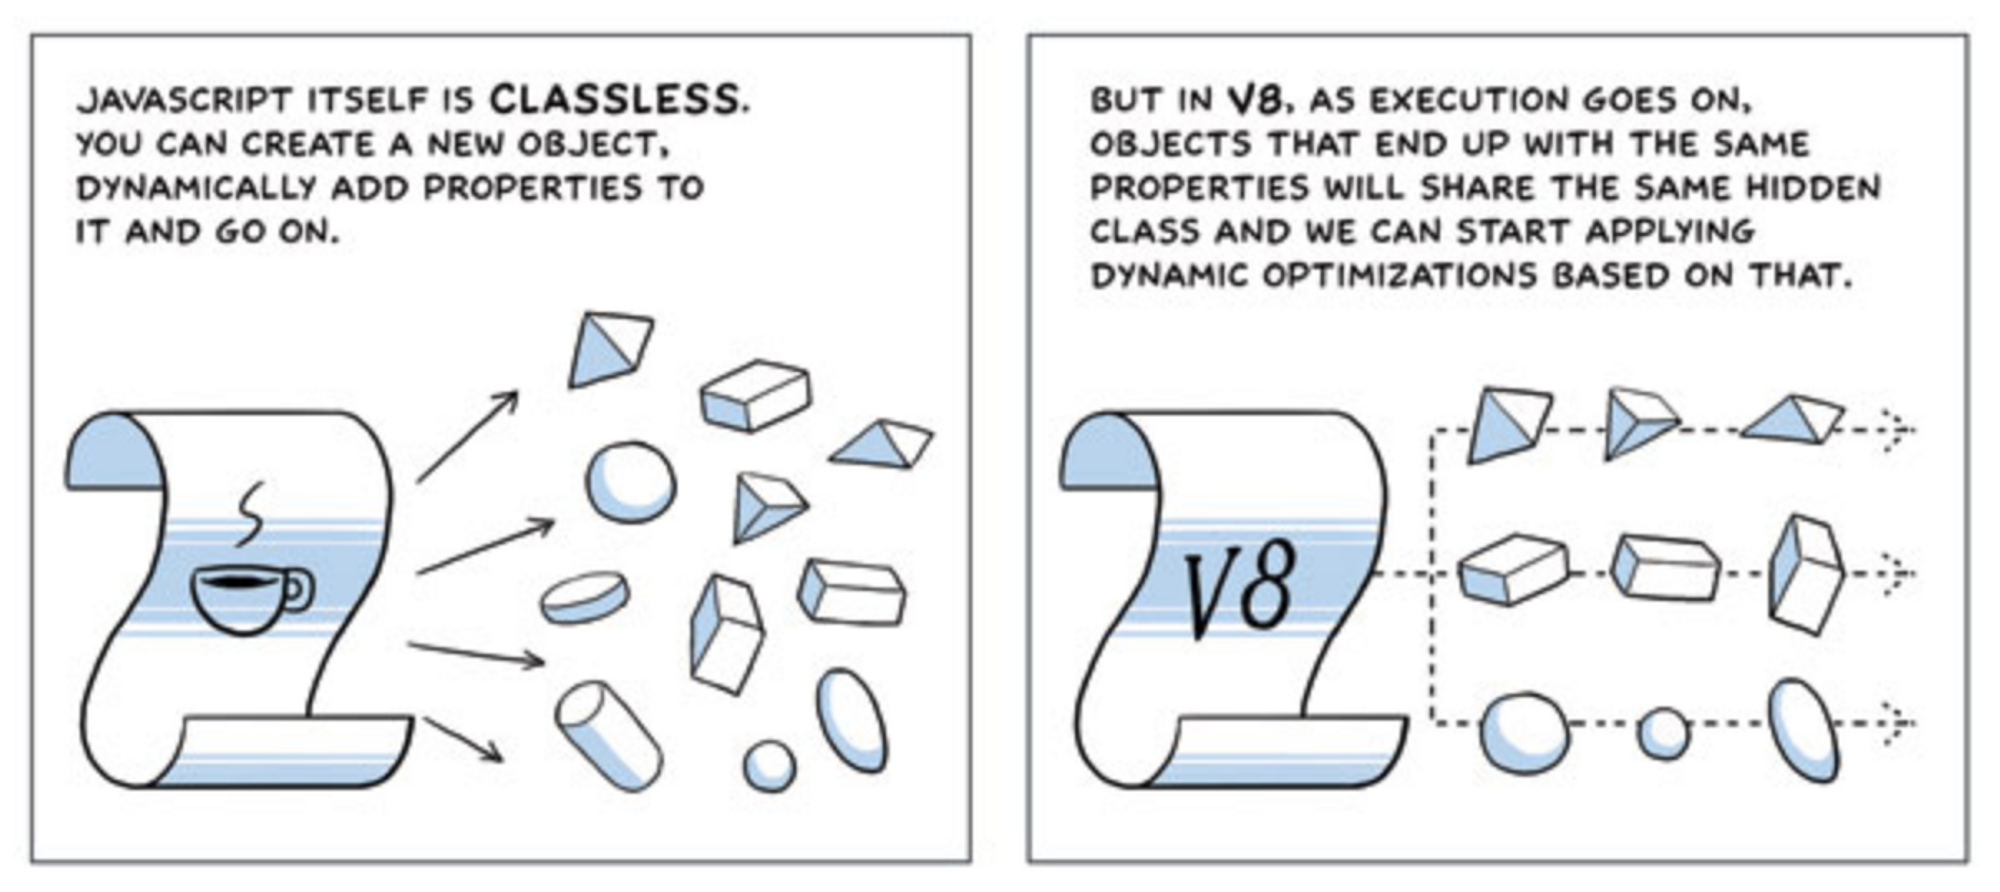 JAVASCRIPT ITSELF IS CLASSLESS.
YOU CAN CREATE A NEW OBJECT,
DYNAMICALLY ADD PROPERTIES TO
IT AND GO ON.
BUT IN V8, AS EXECUTION GOES ON,
OBJECTS THAT END UP WITH THE SAME
PROPERTIES WILL SHARE THE SAME HIDDEN
CLASS AND WE CAN START APPLYING
DYNAMIC OPTIMIZATIONS BASED ON THAT.
V8